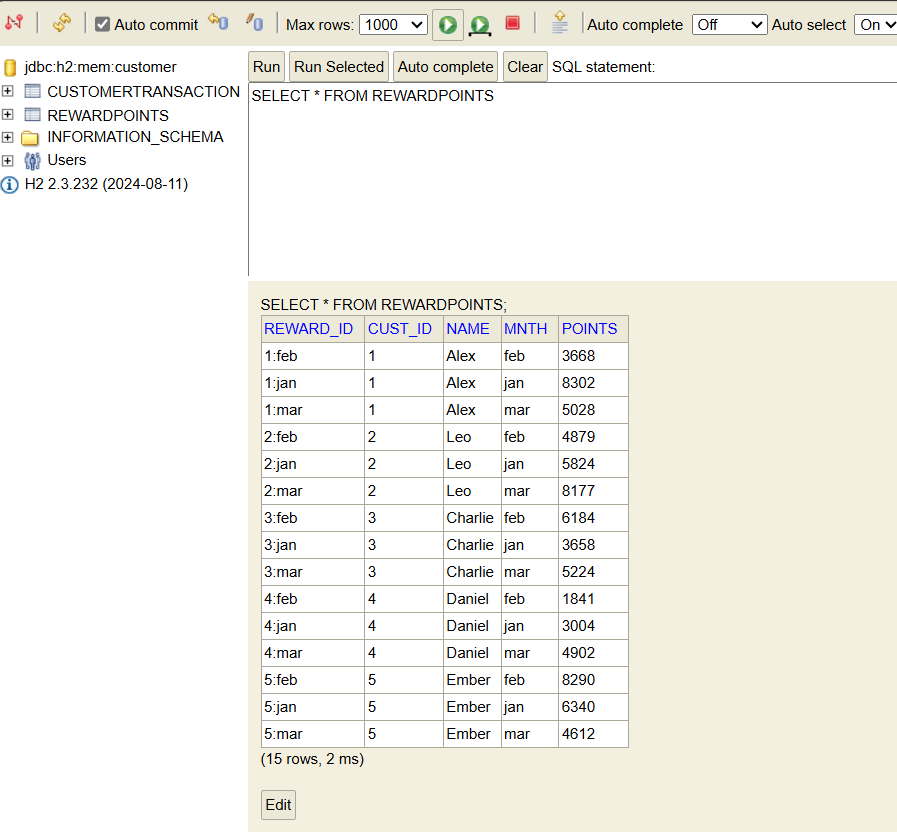 Auto commit Max rows: 1000 Auto complete Off Auto select On
jdbc:h2:mem:customer
CUSTOMERTRANSACTION
REWARDPOINTS
INFORMATION_SCHEMA
Users
H2 2.3.232 (2024-08-11)
Run Run Selected Auto complete Clear SQL statement:
SELECT * FROM REWARDPOINTS
SELECT * FROM REWARDPOINTS;
REWARD_ID CUST_ID NAME MNTH POINTS
1:feb 1 Alex feb 3668
1:jan 1 Alex jan 8302
1:mar 1 Alex mar 5028
2:feb 2 Leo feb 4879
2:jan 2 Leo jan 5824
2:mar 2 Leo mar 8177
3:feb 3 Charlie feb 6184
3:jan 3 Charlie jan 3658
3:mar 3 Charlie mar 5224
4:feb 4 Daniel feb 1841
4:jan 4 Daniel jan 3004
4:mar 4 Daniel mar 4902
5:feb 5 Ember feb 8290
5:jan 5 Ember jan 6340
5:mar 5 Ember mar 4612
(15 rows, 2 ms)
Edit